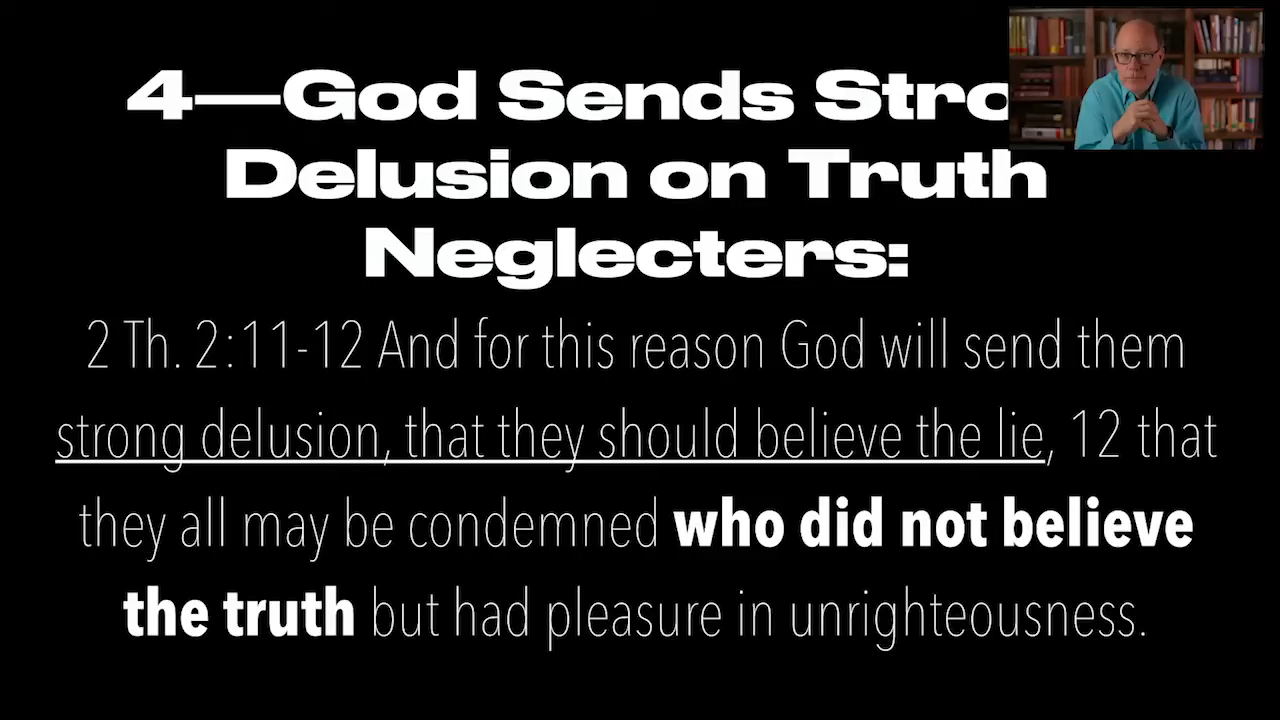 4—God Sends Stro
Delusion on Truth
Neglecters:
2 Th. 2:11-12 And for this reason God will send them
strong delusion, that they should believe the lie, 12 that
they all may be condemned who did not believe
the truth but had pleasure in unrighteousness.